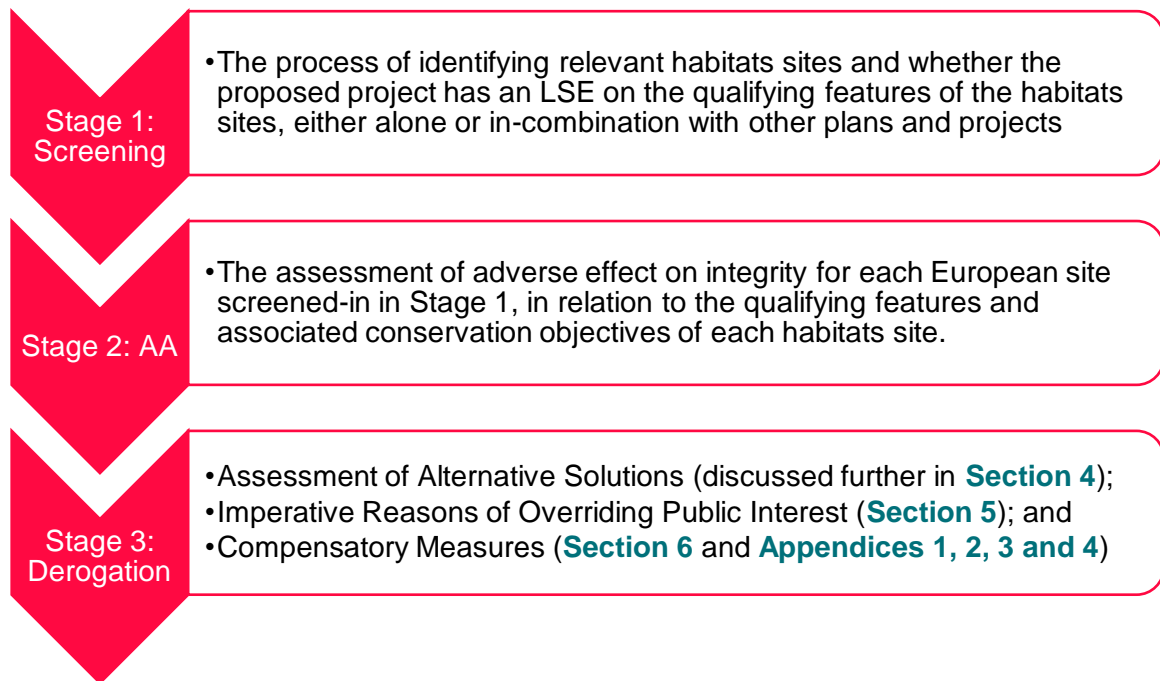 Stage 1:
Screening
•The process of identifying relevant habitats sites and whether the
proposed project has an LSE on the qualifying features of the habitats
sites, either alone or in-combination with other plans and projects
Stage 2: AA
•The assessment of adverse effect on integrity for each European site
screened-in in Stage 1, in relation to the qualifying features and
associated conservation objectives of each habitats site.
Stage 3:
Derogation
•Assessment of Alternative Solutions (discussed further in Section 4);
•Imperative Reasons of Overriding Public Interest (Section 5); and
•Compensatory Measures (Section 6 and Appendices 1, 2, 3 and 4)